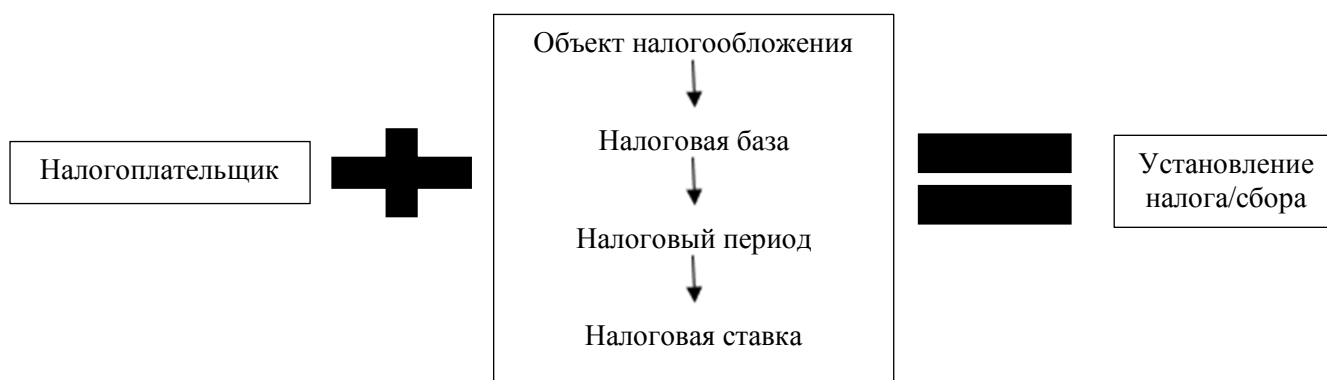 Налогоплательщик
Объект налогообложения
Налоговая база
Налоговый период
Налоговая ставка
Установление
налога/сбора